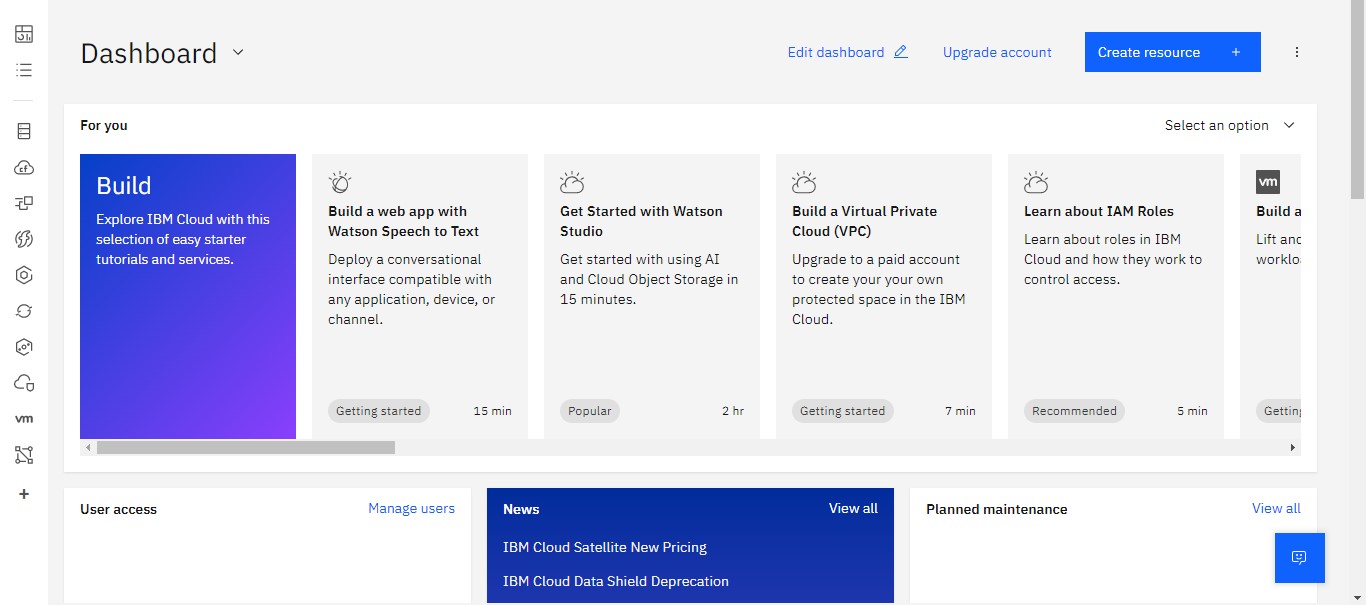 Dashboard
Edit dashboard
Upgrade account
Create resource +
For you
Select an option
Build
Explore IBM Cloud with this
selection of easy starter
tutorials and services.
Build a web app with
Watson Speech to Text
Deploy a conversational
interface compatible with
any application, device, or
channel.
Getting started
15 min
Get Started with Watson
Studio
Get started with using AI
and Cloud Object Storage in
15 minutes.
Popular
2 hr
Build a Virtual Private
Cloud (VPC)
Upgrade to a paid account
to create your your own
protected space in the IBM
Cloud.
Getting started
7 min
Learn about IAM Roles
Learn about roles in IBM
Cloud and how they work to
control access.
Recommended
5 min
vm
Build a
Lift and
worklo
Getting
cf
vm
User access
Manage users
News
View all
IBM Cloud Satellite New Pricing
IBM Cloud Data Shield Deprecation
Planned maintenance
View all